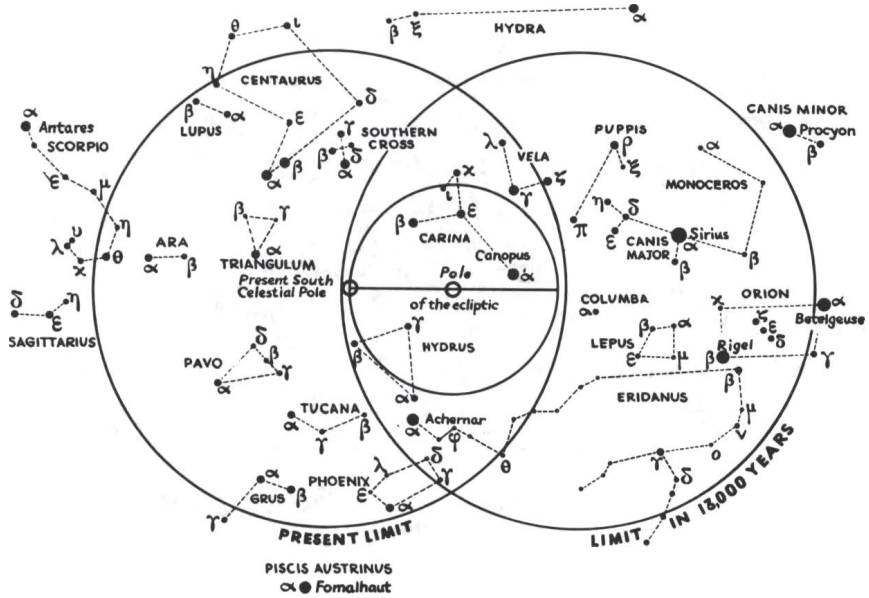 β ξ HYDRA α
θ ι
η CENTAURUS
β α
LUPUS
ε δ
α β
γ SOUTHERN
CROSS
β δ
α
α Antares
SCORPIO
ε μ
η
υ
λ
ϰ θ
ARA
α β
β γ
α
TRIANGULUM
Present South
Celestial Pole
δ η
ε
SAGITTARIUS
λ VELA
γ ζ
ϰ
ι
ε
β
CARINA
Canopus
α
Pole
of the ecliptic
PUPPIS
ρ
ξ
π
α
MONOCEROS
β
CANIS MINOR
α Procyon
β
η δ
ε
Sirius
CANIS α
MAJOR
β
COLUMBA
α
ORION
ϰ α
Betelgeuse
ζ
ε
δ
Rigel
β γ
β α
LEPUS
ε μ
PAVO
δ
β
α γ
γ
HYDRUS
β
α
TUCANA
α β
γ
Achernar
α
φ
θ
ERIDANUS
β
μ
ν
ο
γ
δ
PHOENIX
λ δ
γ
ε
α
α
GRUS β
γ
PRESENT LIMIT
LIMIT IN 13,000 YEARS
PISCIS AUSTRINUS
α Fomalhaut